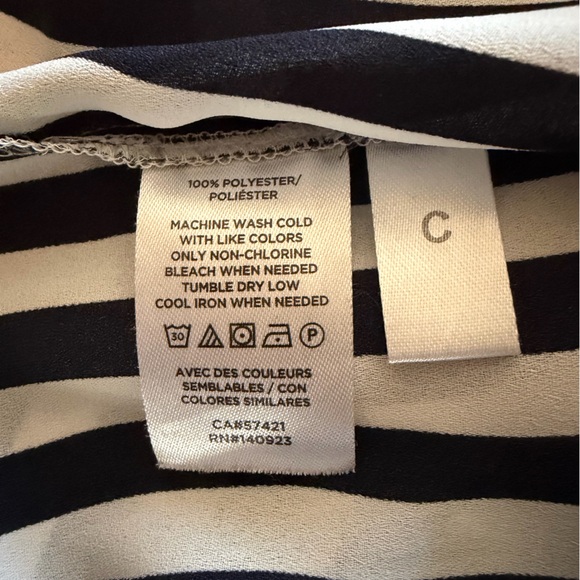 100% POLYESTER/
POLIÉSTER
MACHINE WASH COLD
WITH LIKE COLORS
ONLY NON-CHLORINE
BLEACH WHEN NEEDED
TUMBLE DRY LOW
COOL IRON WHEN NEEDED
30 P
AVEC DES COULEURS
SEMBLABLES / CON
COLORES SIMILARES
CA#57421
RN#140923
C